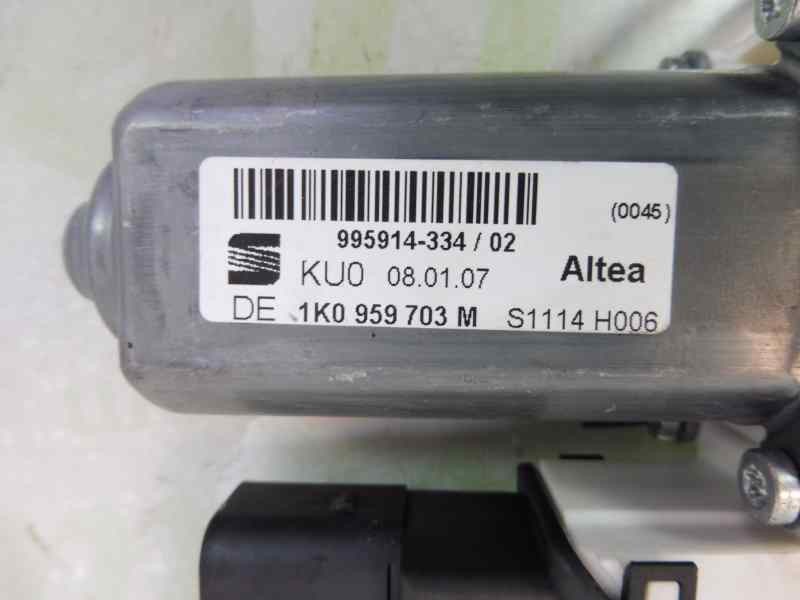 (0045)
995914-334 / 02
KU0 08.01.07 Altea
DE 1K0 959 703 M S1114 H006